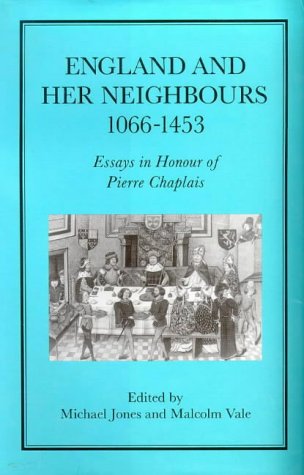 ENGLAND AND
HER NEIGHBOURS
1066-1453
Essays in Honour of
Pierre Chaplais
Edited by
Michael Jones and Malcolm Vale